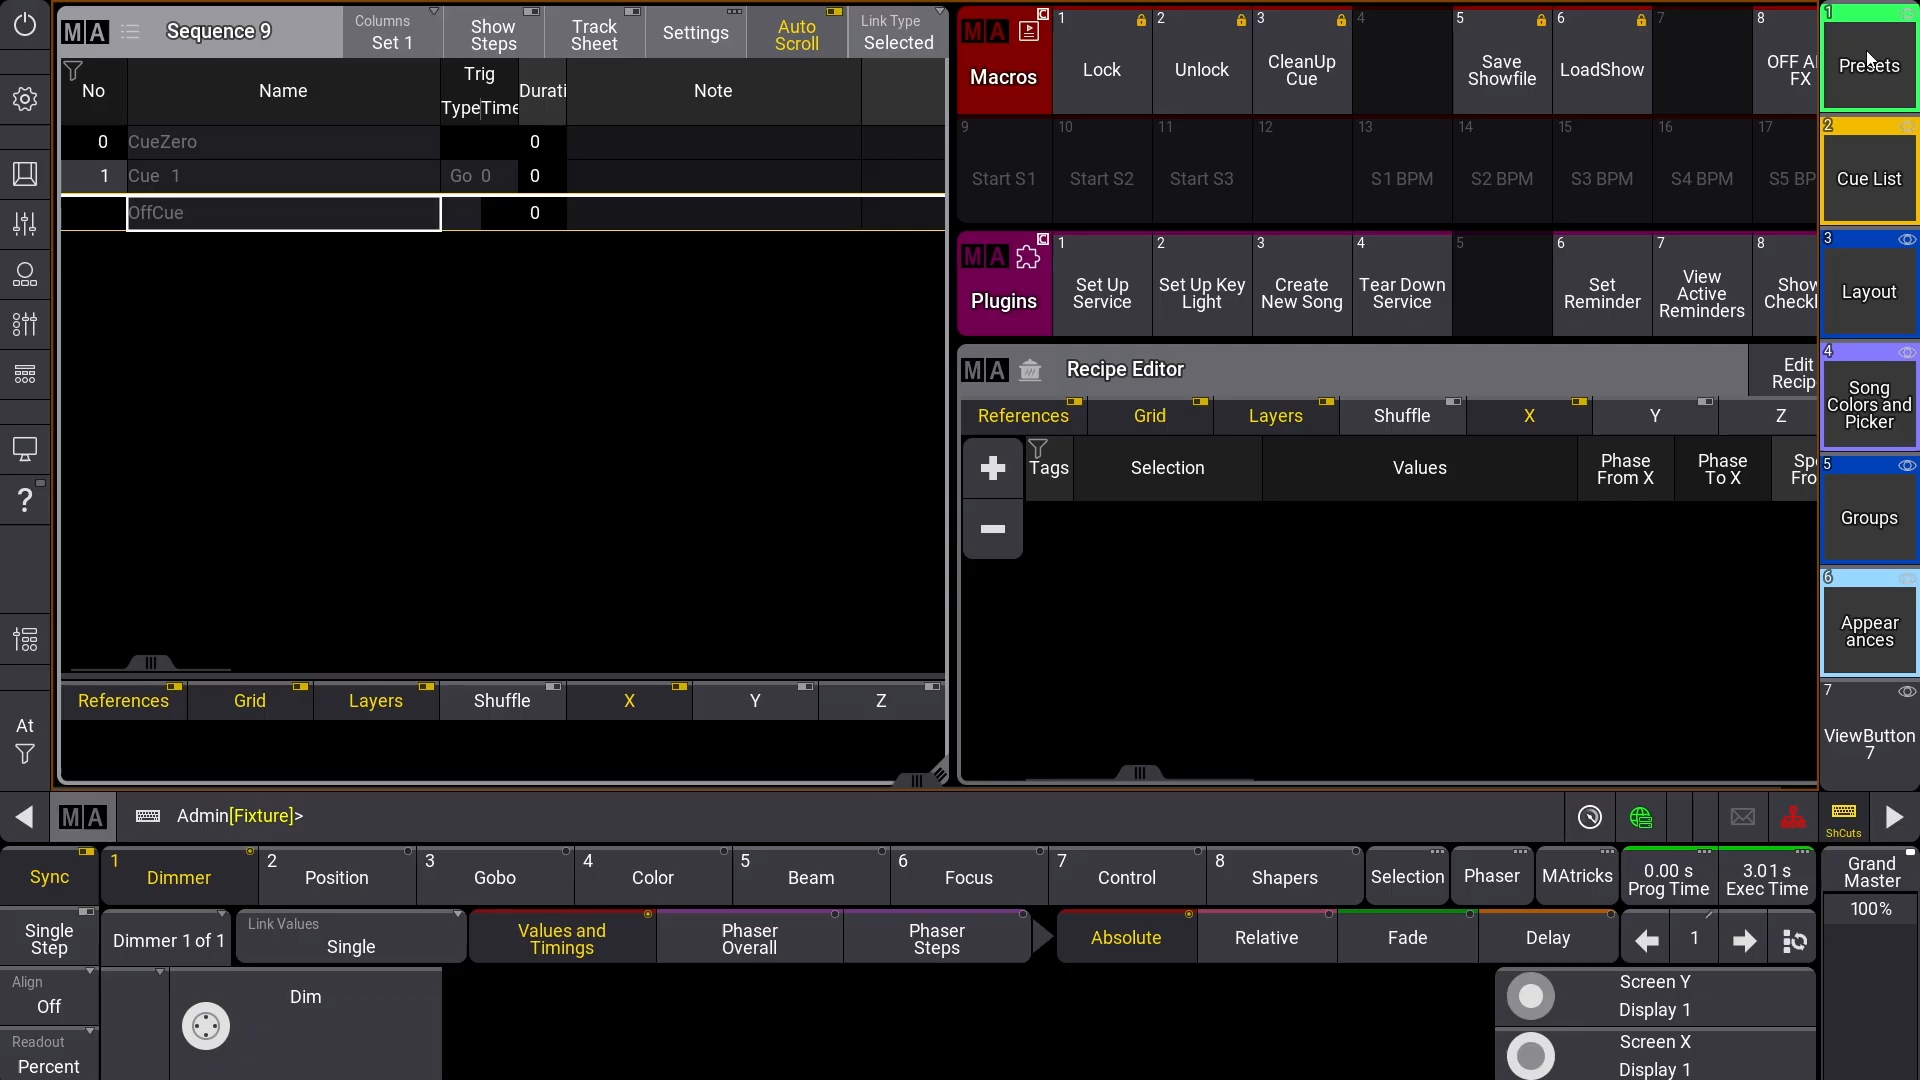 MA Sequence 9
Columns
Set 1
Show
Steps
Track
Sheet
Settings
Auto
Scroll
Link Type
Selected
No
Name
Trig
Type Time
Durati
Note
0 CueZero 0
1 Cue 1 Go 0 0
OffCue 0
References Grid Layers Shuffle X Y Z
MA
Macros
1
Lock
2
Unlock
3
CleanUp
Cue
4
5
Save
Showfile
6
LoadShow
7
8
OFF A
FX
9
Start S1
10
Start S2
11
Start S3
12
13
S1 BPM
14
S2 BPM
15
S3 BPM
16
S4 BPM
17
S5 BP
MA
Plugins
1
Set Up
Service
2
Set Up Key
Light
3
Create
New Song
4
Tear Down
Service
5
6
Set
Reminder
7
View
Active
Reminders
8
Show
Checkl
MA Recipe Editor
Edit
Recip
References Grid Layers Shuffle X Y Z
Tags
Selection
Values
Phase
From X
Phase
To X
Spe
Fro
1
Presets
2
Cue List
3
Layout
4
Song
Colors and
Picker
5
Groups
6
Appear
ances
7
ViewButton
7
?
At
MA Admin[Fixture]>
ShCuts
Sync
1 Dimmer
2 Position
3 Gobo
4 Color
5 Beam
6 Focus
7 Control
8 Shapers
Selection
Phaser
MAtricks
0.00 s
Prog Time
3.01 s
Exec Time
Grand
Master
100%
Single
Step
Dimmer 1 of 1
Link Values
Single
Values and
Timings
Phaser
Overall
Phaser
Steps
Absolute
Relative
Fade
Delay
1
Align
Off
Readout
Percent
Dim
Screen Y
Display 1
Screen X
Display 1